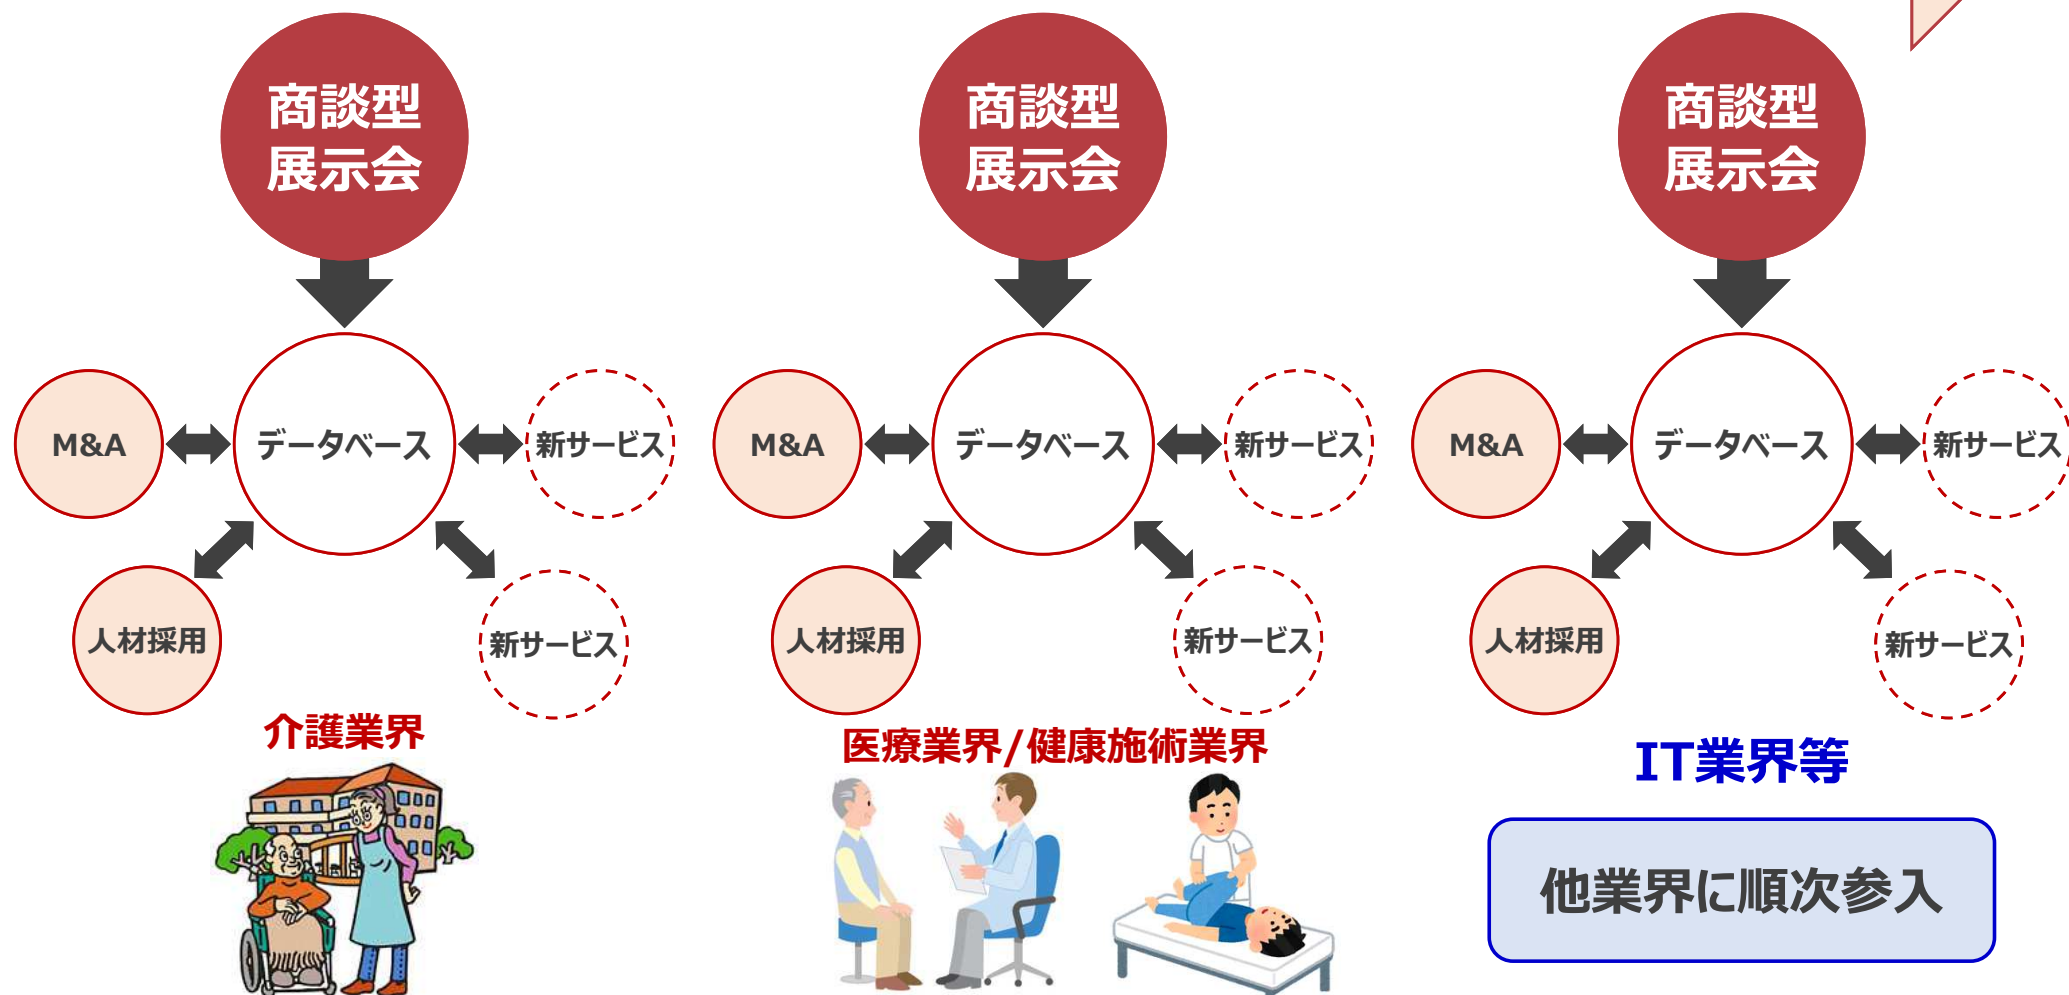 商談型
展示会
商談型
展示会
商談型
展示会
M&A
データベース
新サービス
M&A
データベース
新サービス
M&A
データベース
新サービス
人材採用
新サービス
人材採用
新サービス
人材採用
新サービス
介護業界
医療業界/健康施術業界
IT業界等
他業界に順次参入